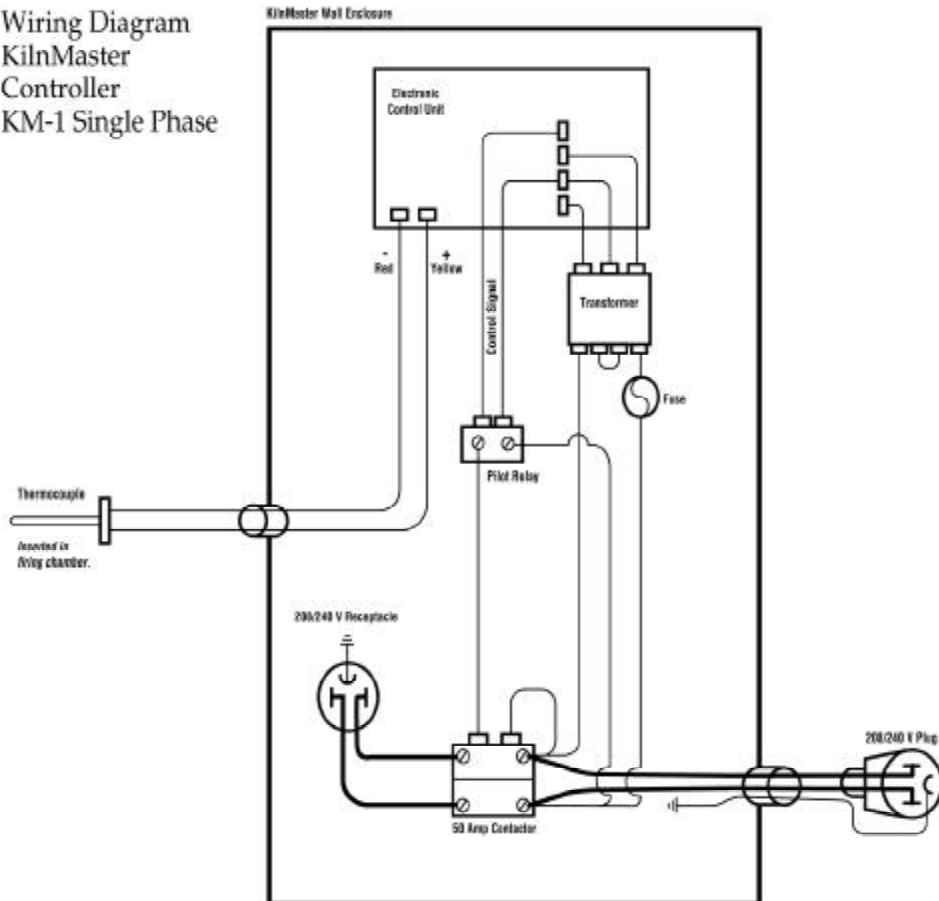 Wiring Diagram
KilnMaster
Controller
KM-1 Single Phase
KilnMaster Wall Enclosure
Electronic
Control Unit
-
Red
+
Yellow
Control Signal
Transformer
Fuse
Pilot Relay
Thermocouple
Inserted in
firing chamber.
208/240 V Receptacle
208/240 V Plug
50 Amp Contactor